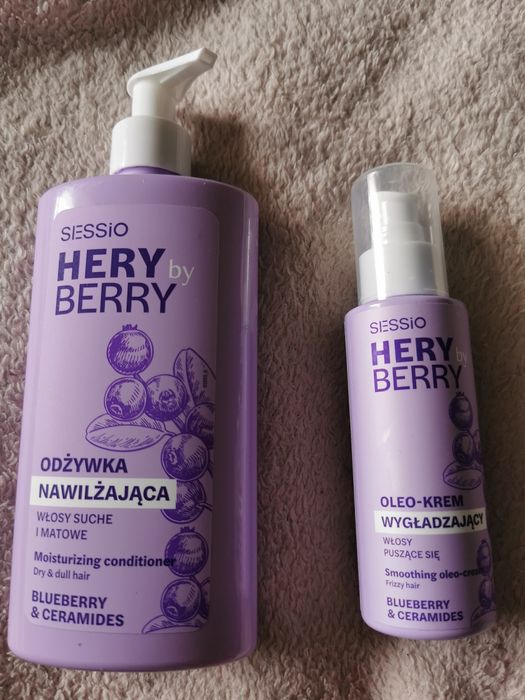 SESSIO
HERY by
BERRY
ODŻYWKA
NAWILŻAJĄCA
WŁOSY SUCHE
I MATOWE
Moisturizing conditioner
Dry & dull hair
BLUEBERRY
& CERAMIDES
SESSIO
HERY by
BERRY
OLEO-KREM
WYGŁADZAJĄCY
WŁOSY
PUSZĄCE SIĘ
Smoothing oleo-cream
Frizzy hair
BLUEBERRY
& CERAMIDES